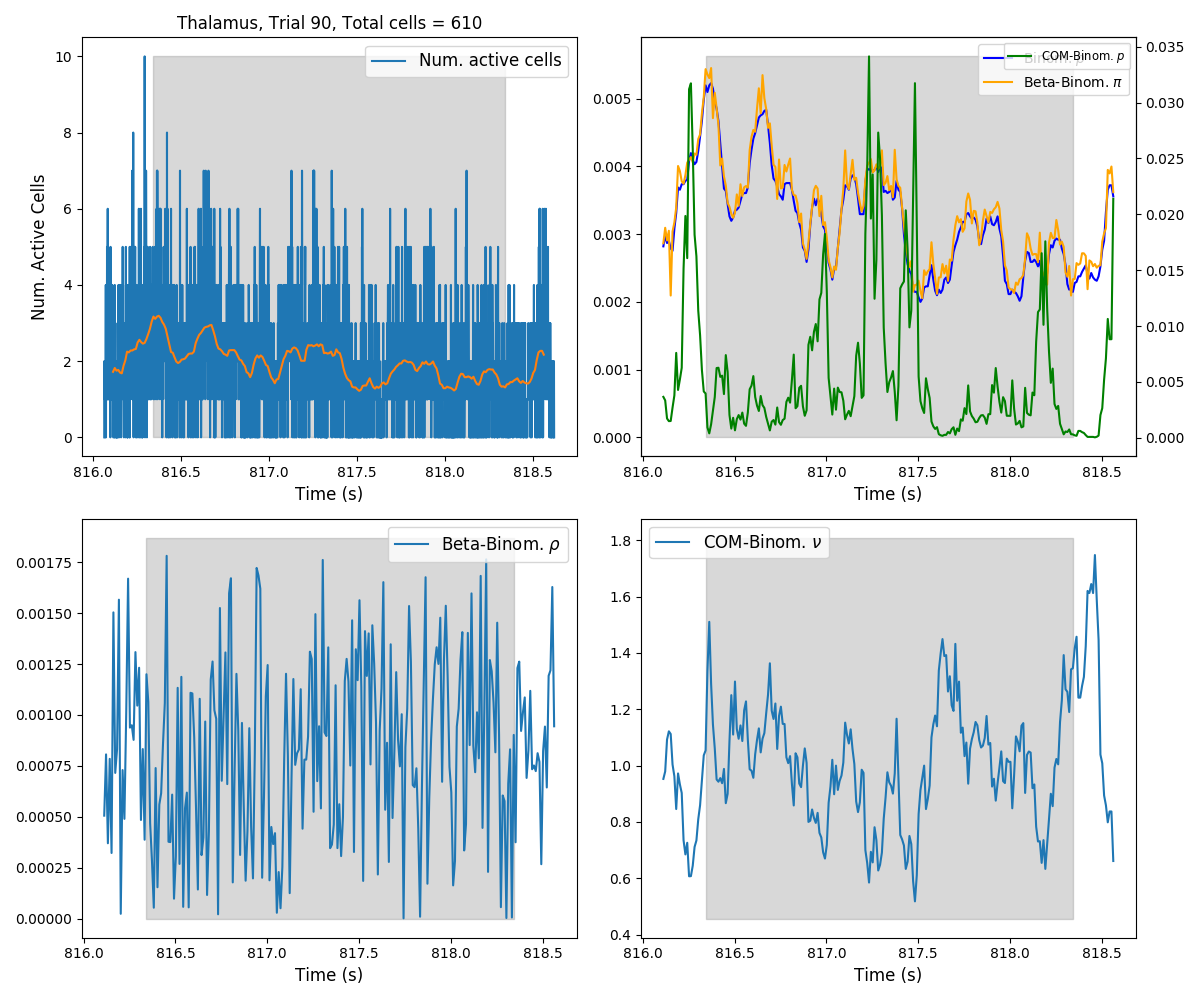 Thalamus, Trial 90, Total cells = 610
Num. active cells
Num. Active Cells
10
8
6
4
2
0
816.0 816.5 817.0 817.5 818.0 818.5
Time (s)
COM-Binom. p
Binom. p
Beta-Binom. π
0.005
0.004
0.003
0.002
0.001
0.000
0.035
0.030
0.025
0.020
0.015
0.010
0.005
0.000
816.0 816.5 817.0 817.5 818.0 818.5
Time (s)
Beta-Binom. ρ
0.00175
0.00150
0.00125
0.00100
0.00075
0.00050
0.00025
0.00000
816.0 816.5 817.0 817.5 818.0 818.5
Time (s)
COM-Binom. ν
1.8
1.6
1.4
1.2
1.0
0.8
0.6
0.4
816.0 816.5 817.0 817.5 818.0 818.5
Time (s)